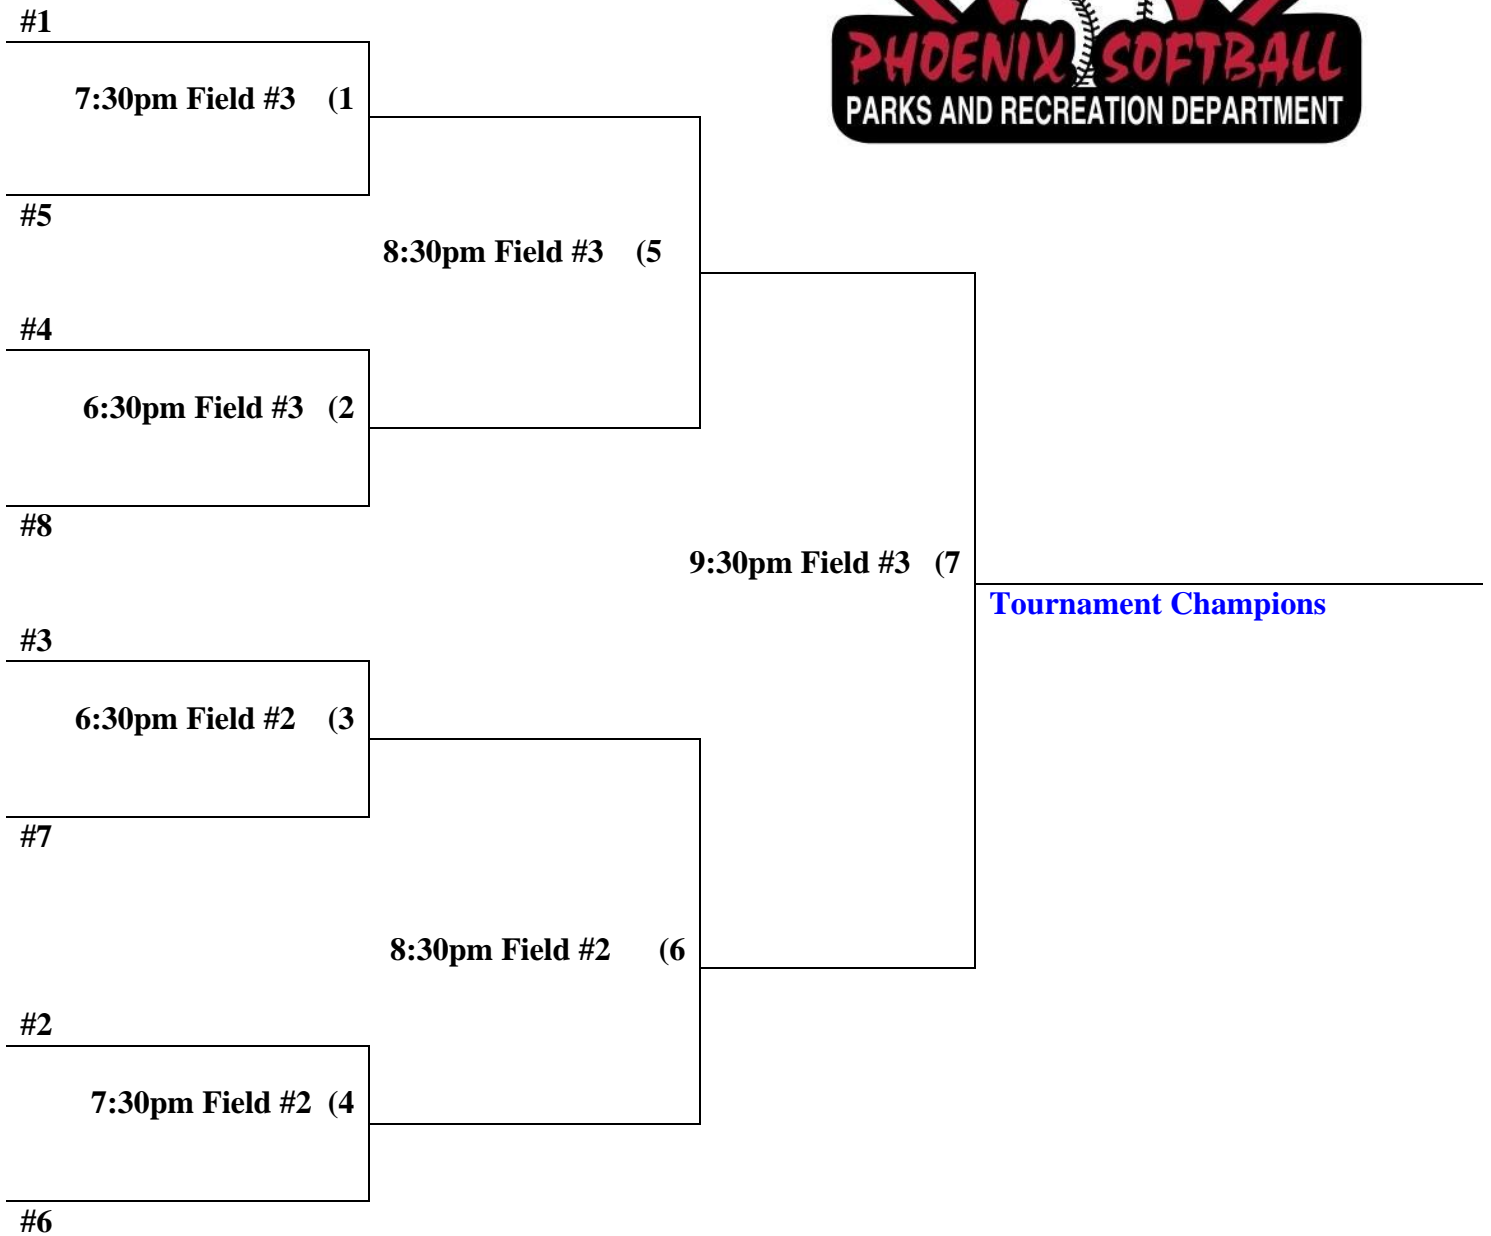 #1
PHOENIX SOFTBALL
PARKS AND RECREATION DEPARTMENT
7:30pm Field #3 (1
#5
8:30pm Field #3 (5
#4
6:30pm Field #3 (2
#8
9:30pm Field #3 (7
Tournament Champions
#3
6:30pm Field #2 (3
#7
8:30pm Field #2 (6
#2
7:30pm Field #2 (4
#6